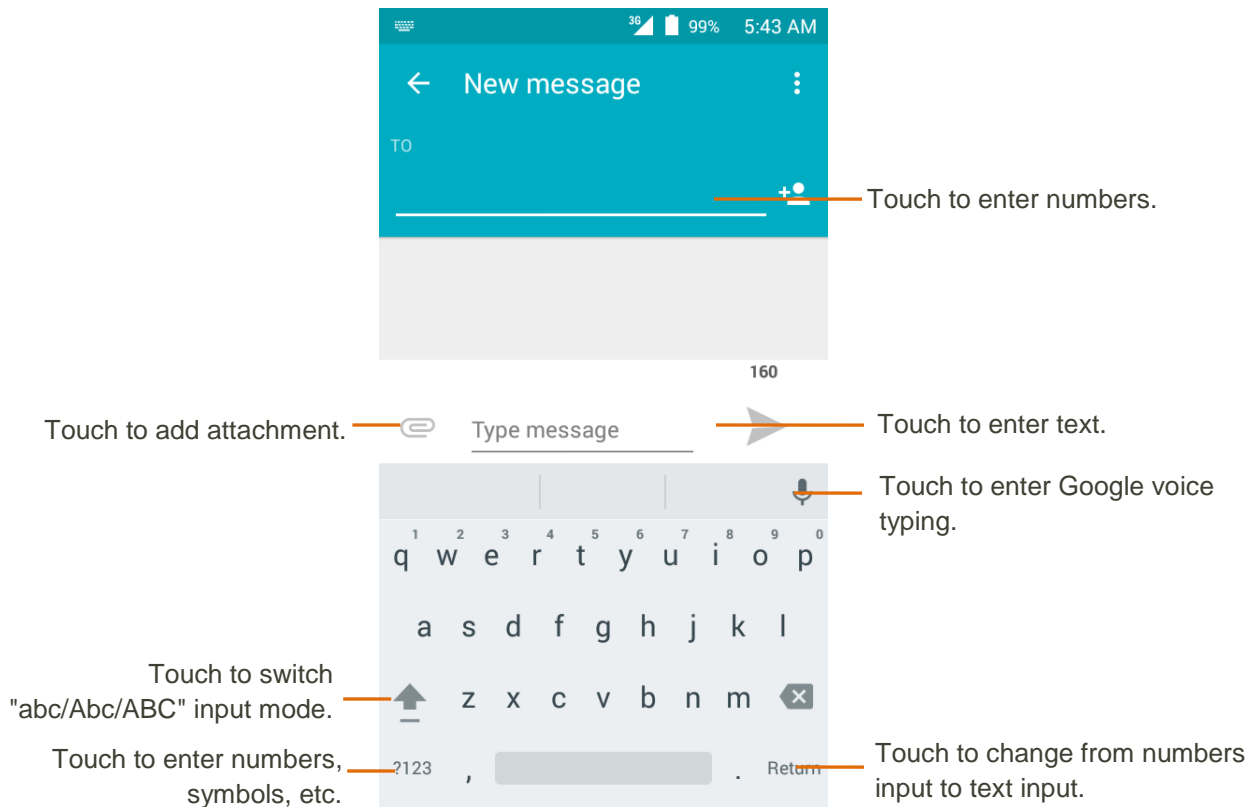 3G 99% 5:43 AM
New message
TO
Touch to enter numbers.
160
Touch to add attachment.
Type message
Touch to enter text.
Touch to enter Google voice
typing.
1 2 3 4 5 6 7 8 9 0
q w e r t y u i o p
a s d f g h j k l
Touch to switch
"abc/Abc/ABC" input mode.
z x c v b n m
Touch to enter numbers,
symbols, etc.
?123 , . Return
Touch to change from numbers
input to text input.